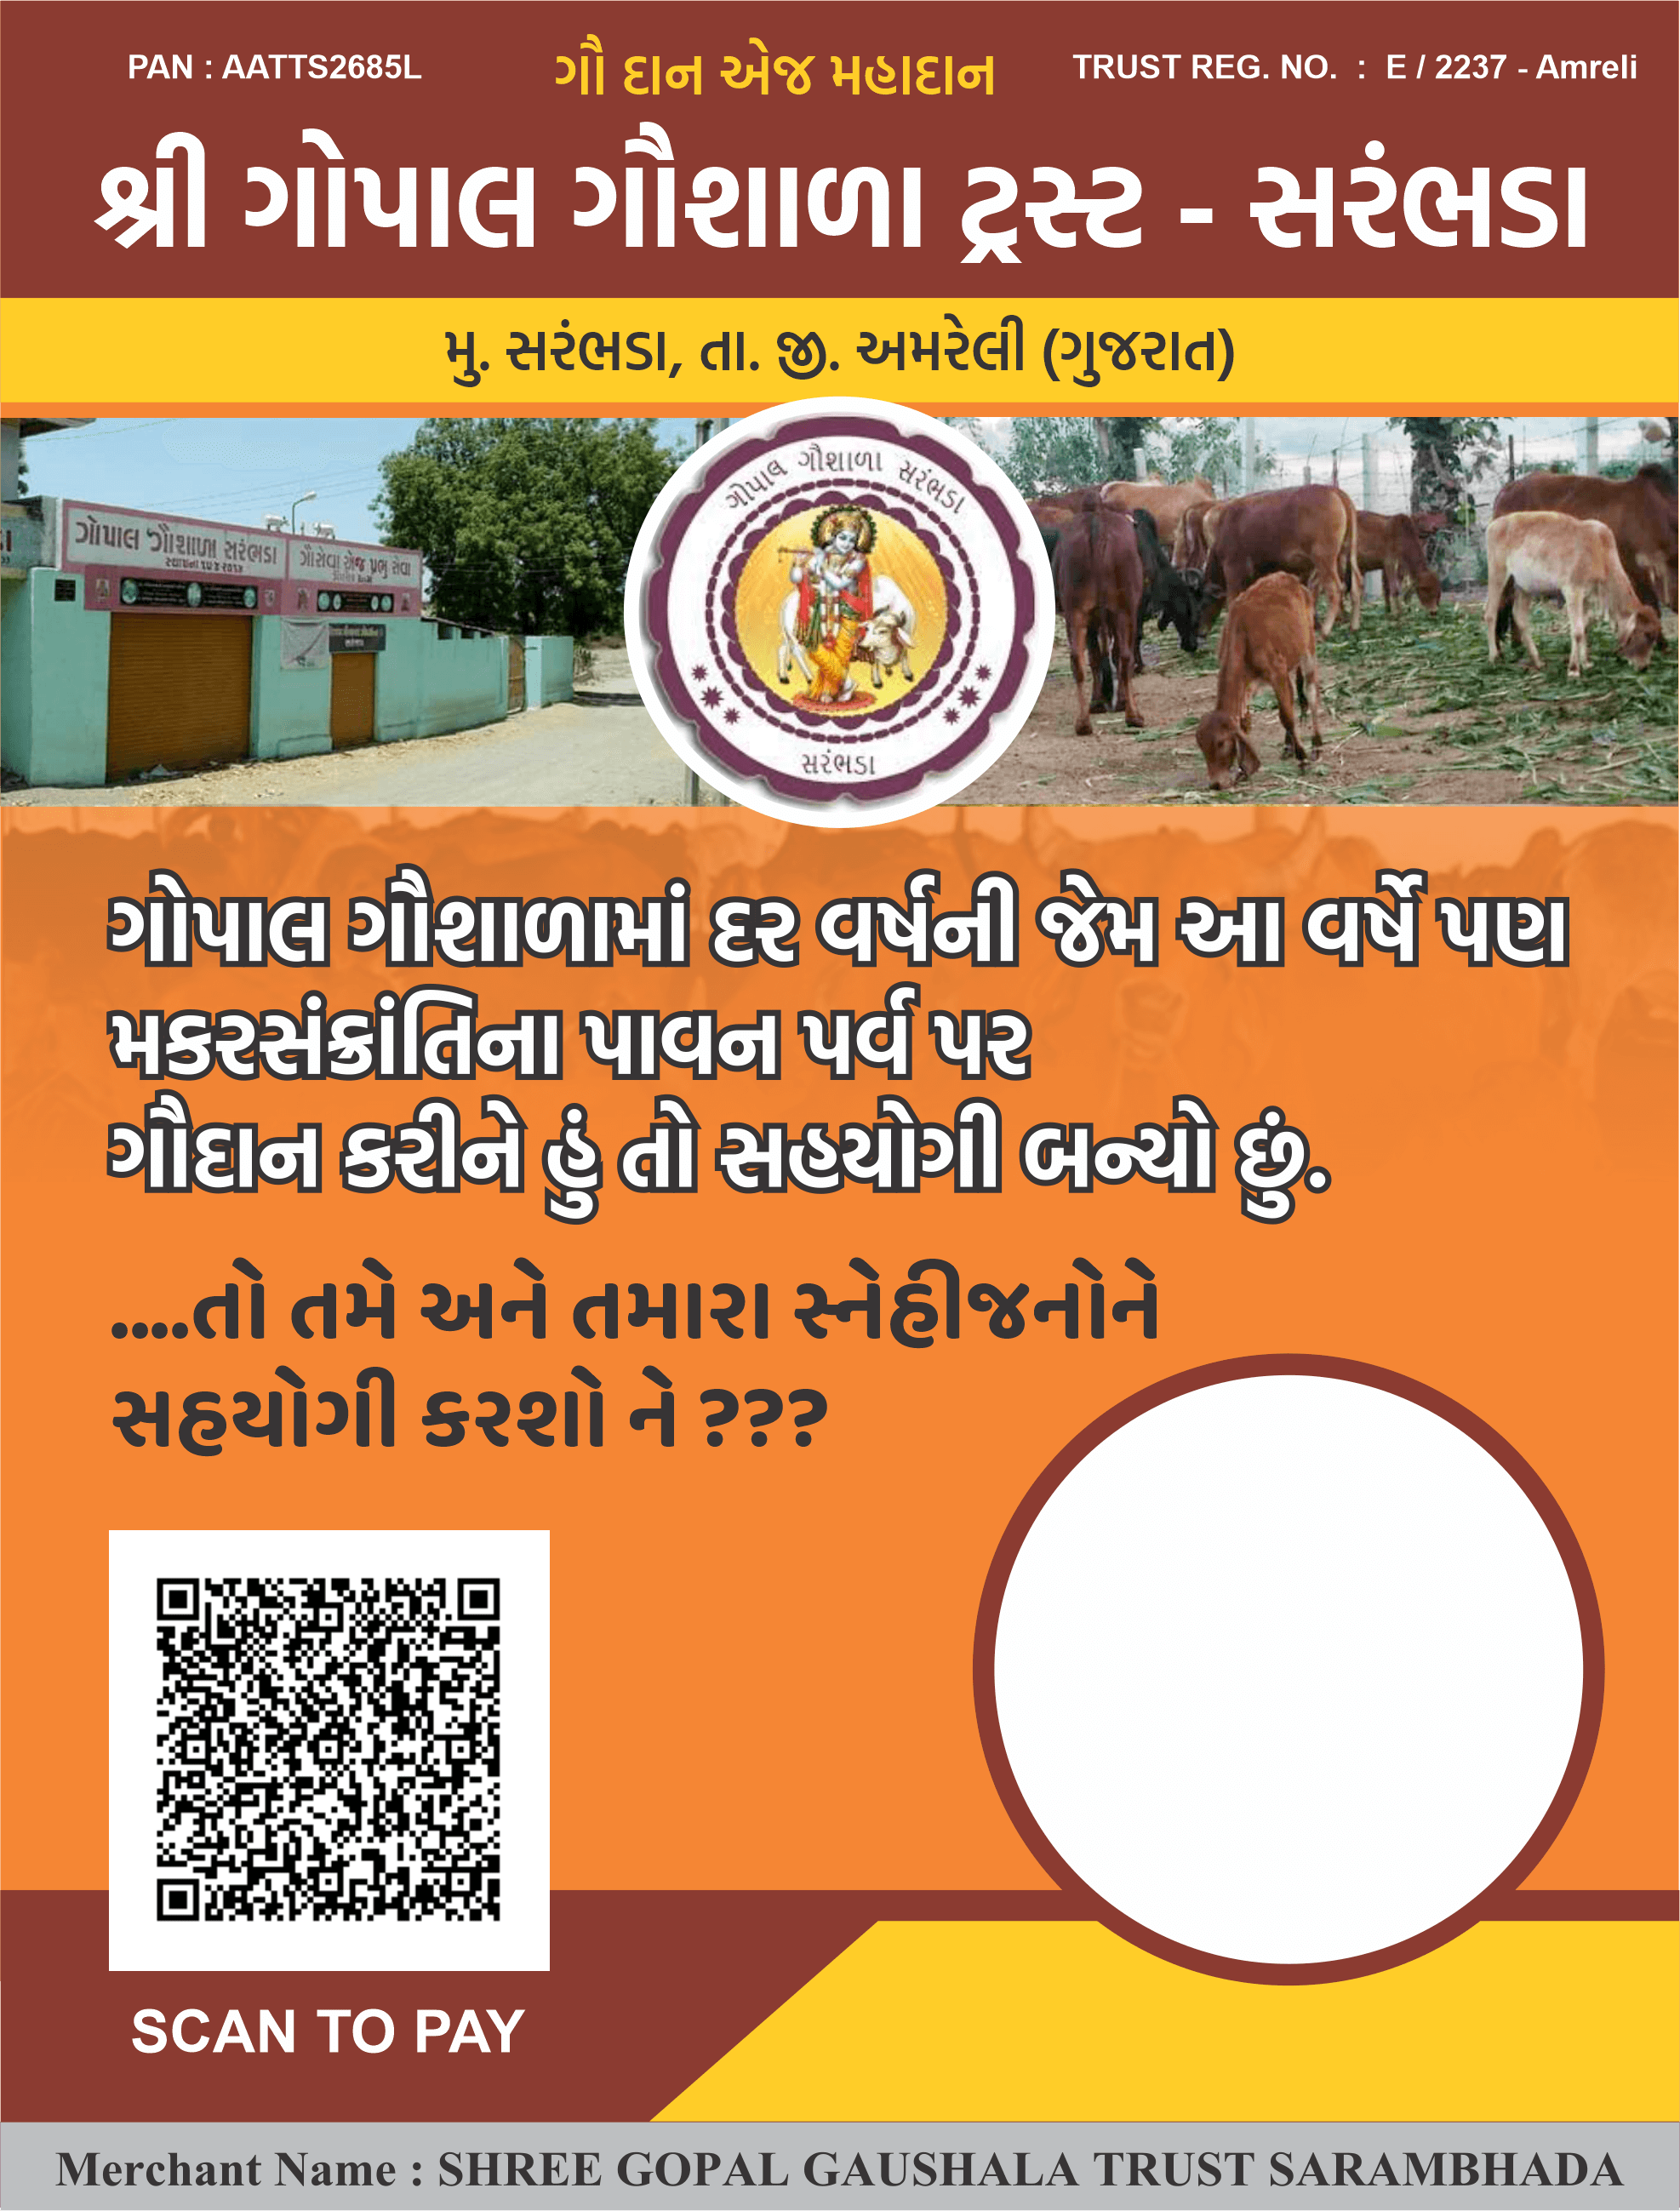 PAN : AATTS2685L
ગૌ દાન એજ મહાદાન
TRUST REG. NO. : E / 2237 - Amreli
શ્રી ગોપાલ ગૌશાળા ટ્રસ્ટ - સરંભડા
મુ. સરંભડા, તા. જી. અમરેલી (ગુજરાત)
ગોપાલ ગૌશાળા સરંભડા
ગૌસેવા એજ પ્રભુ સેવા
ગોપાલ ગૌશાળા સરંભડા
સરંભડા
ગોપાલ ગૌશાળામાં દર વર્ષની જેમ આ વર્ષે પણ
મકરસંક્રાંતિના પાવન પર્વ પર
ગૌદાન કરીને હું તો સહયોગી બન્યો છું.
....તો તમે અને તમારા સ્નેહીજનોને
સહયોગી કરશો ને ???
SCAN TO PAY
Merchant Name : SHREE GOPAL GAUSHALA TRUST SARAMBHADA